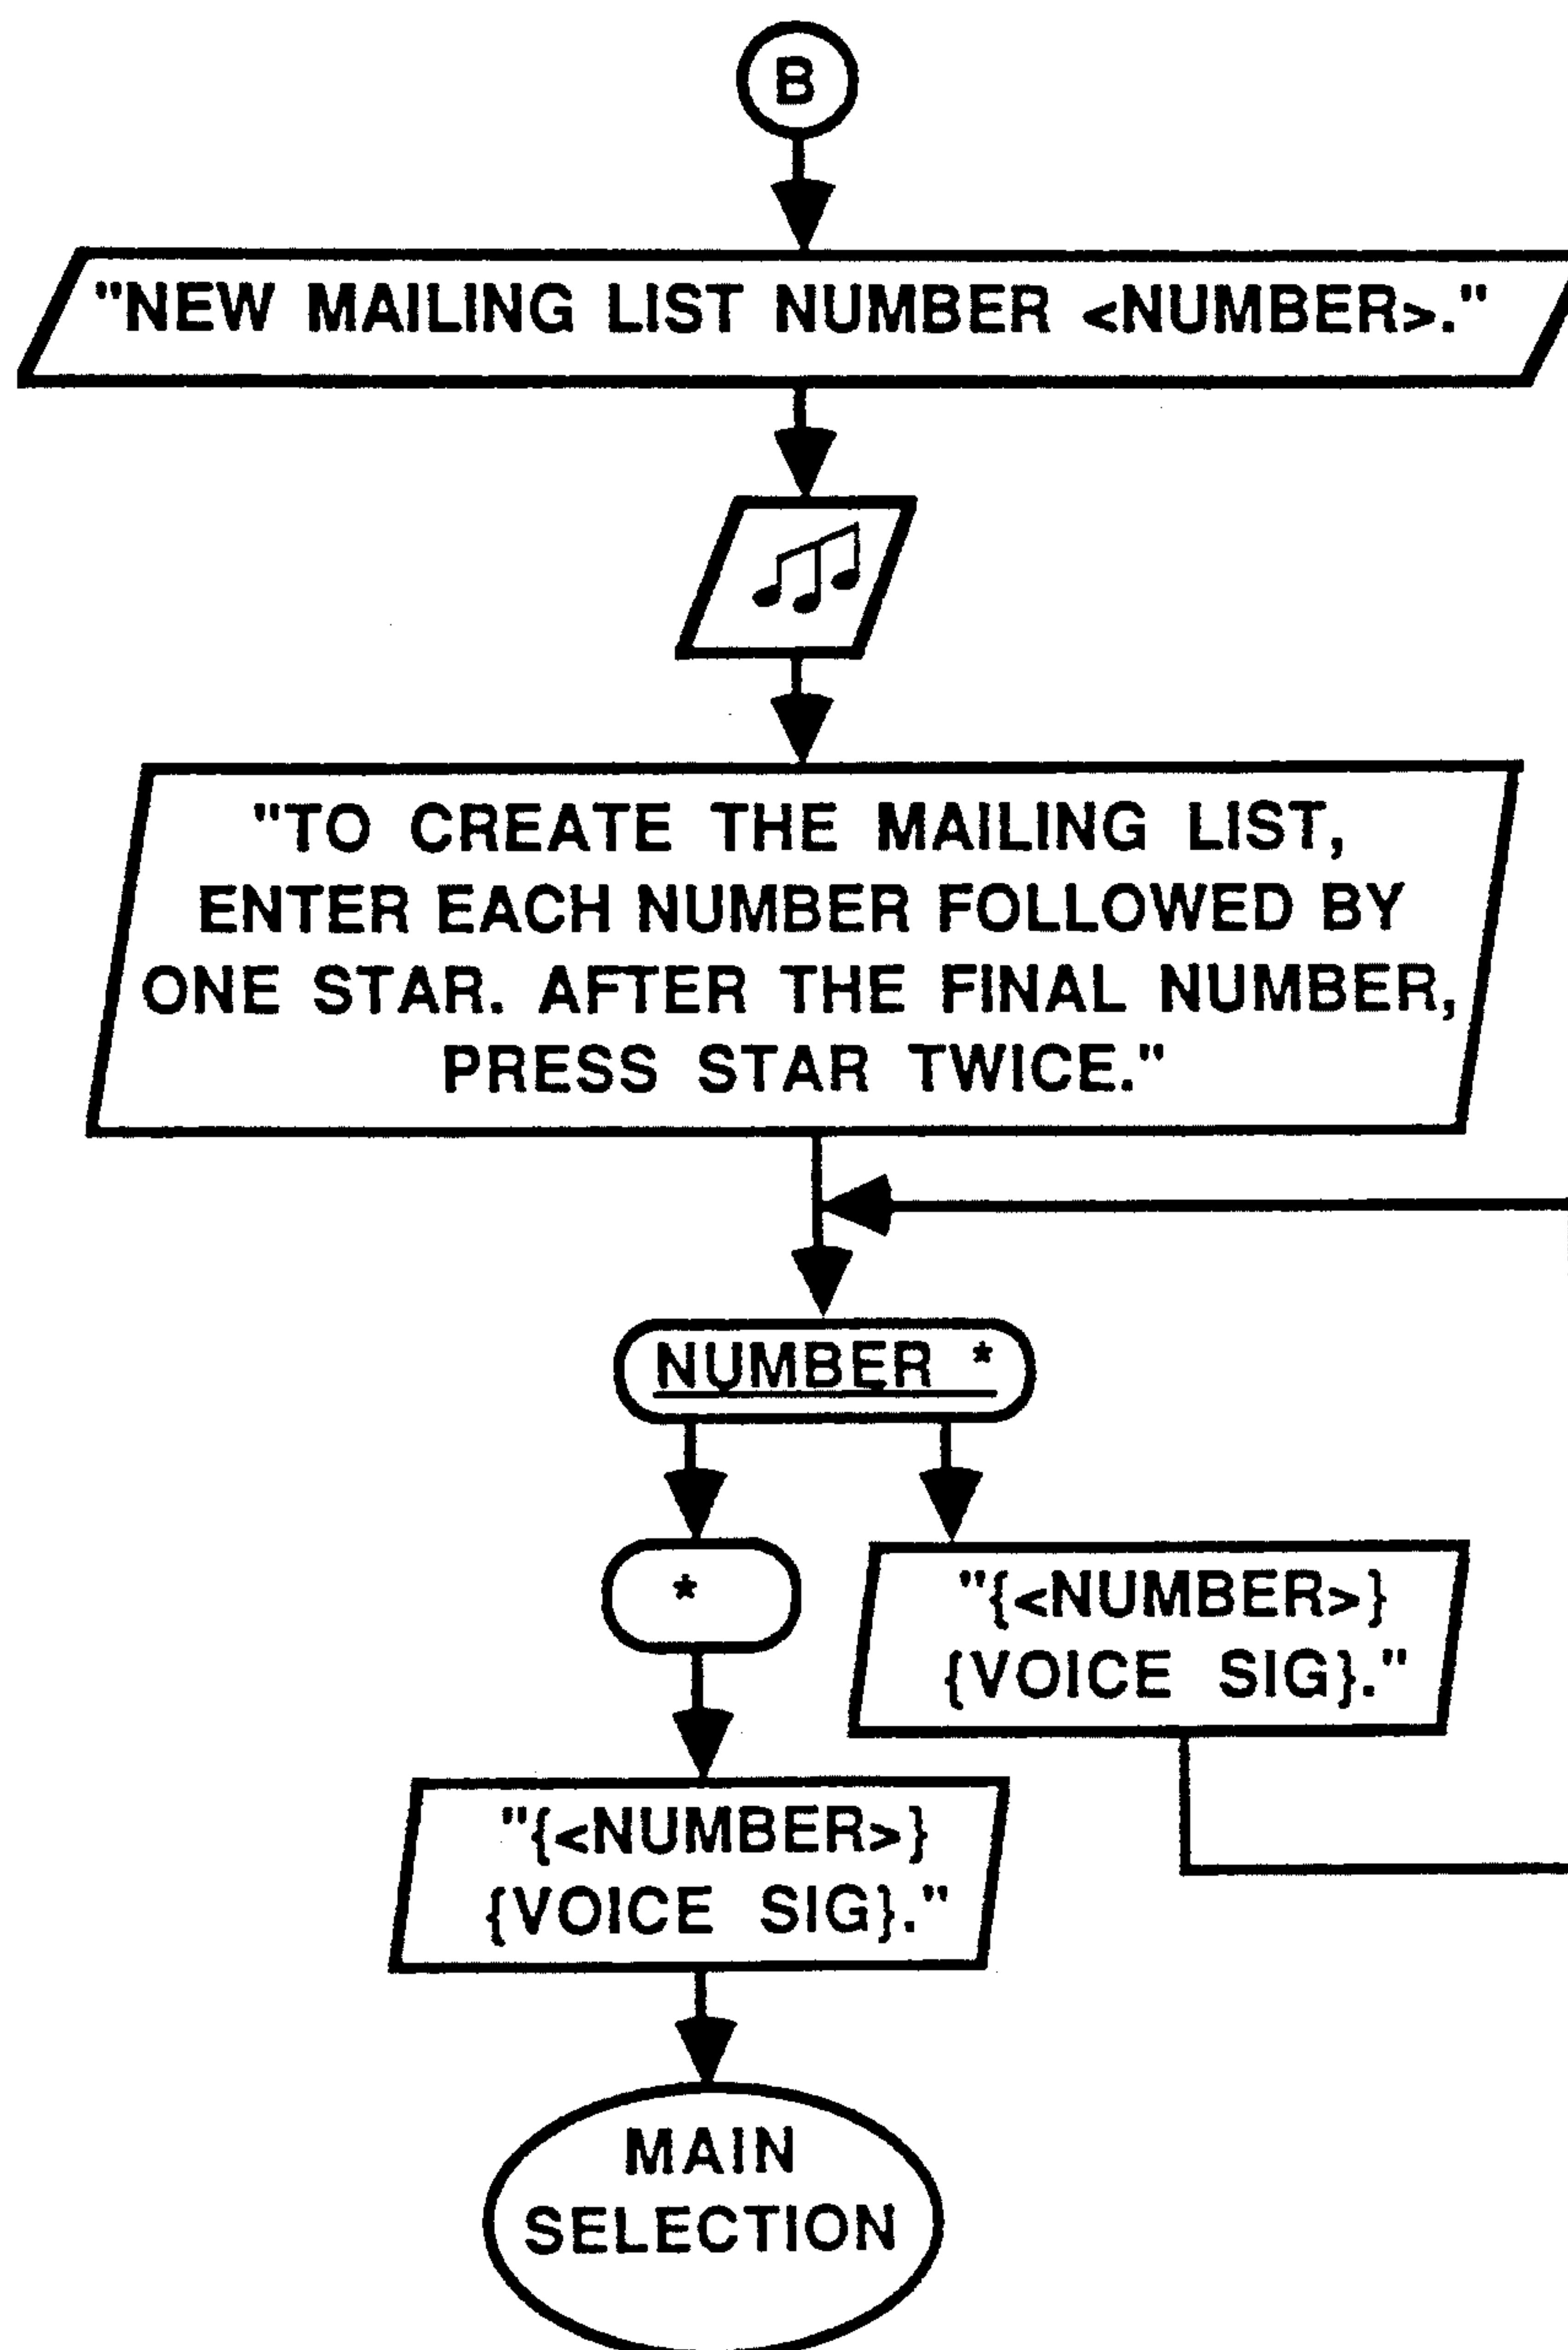 B
"NEW MAILING LIST NUMBER <NUMBER>."
"TO CREATE THE MAILING LIST,
ENTER EACH NUMBER FOLLOWED BY
ONE STAR. AFTER THE FINAL NUMBER,
PRESS STAR TWICE."
NUMBER *
*
"{<NUMBER>}
{VOICE SIG}."
"{<NUMBER>}
{VOICE SIG}."
MAIN
SELECTION